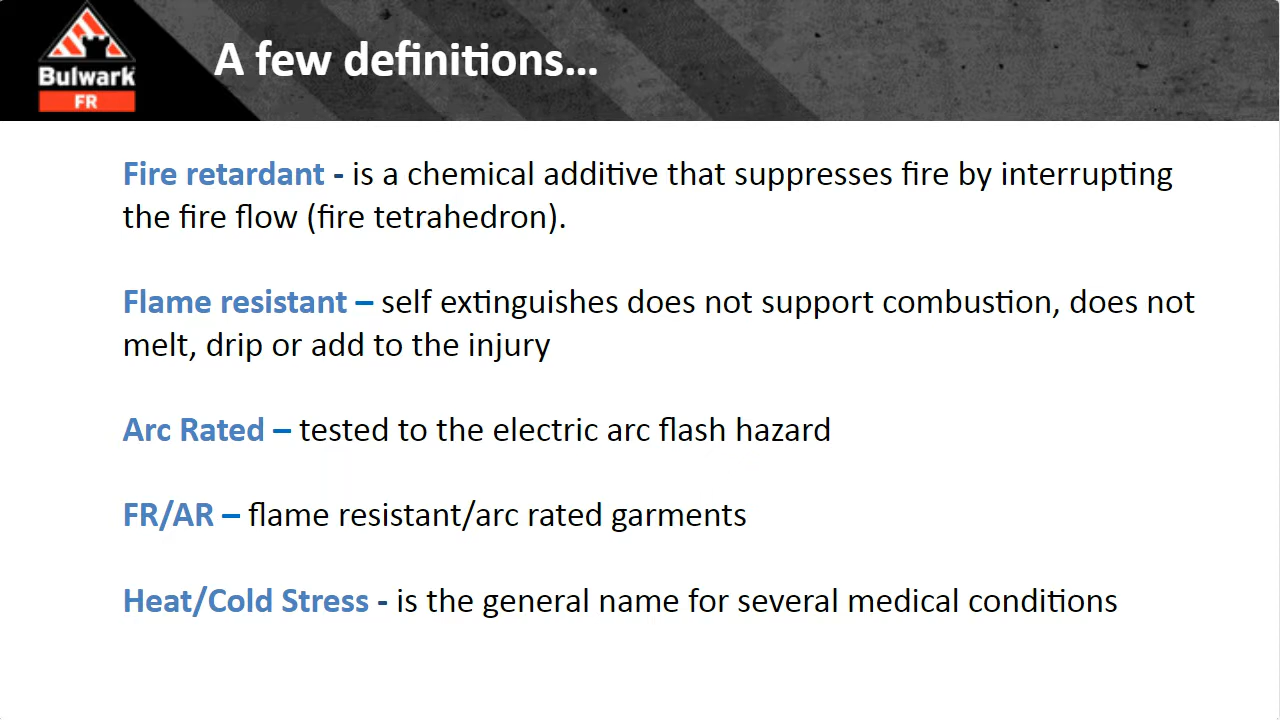 Bulwark
FR
A few definitions...
Fire retardant - is a chemical additive that suppresses fire by interrupting
the fire flow (fire tetrahedron).
Flame resistant – self extinguishes does not support combustion, does not
melt, drip or add to the injury
Arc Rated – tested to the electric arc flash hazard
FR/AR – flame resistant/arc rated garments
Heat/Cold Stress - is the general name for several medical conditions